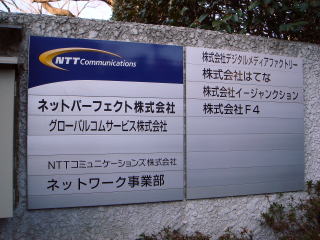 NTT Communications
ネットパーフェクト株式会社
グローバルコムサービス株式会社
NTTコミュニケーションズ株式会社
ネットワーク事業部
株式会社デジタルメディアファクトリー
株式会社はてな
株式会社イージャンクション
株式会社F4